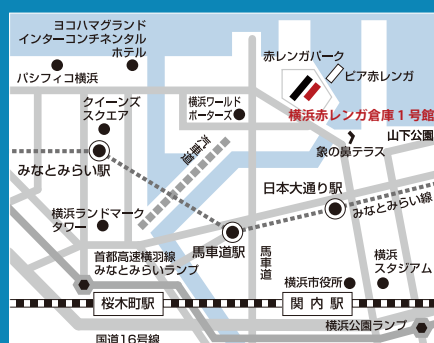 ヨコハマグランド
インターコンチネンタル
ホテル
パシフィコ横浜
赤レンガパーク
ピア赤レンガ
クイーンズ
スクエア
横浜ワールド
ポーターズ
横浜赤レンガ倉庫1号館
汽車道
山下公園
象の鼻テラス
みなとみらい駅
日本大通り駅
みなとみらい線
横浜ランドマーク
タワー
馬車道駅
首都高速横羽線
みなとみらいランプ
馬車道
横浜
スタジアム
横浜市役所
桜木町駅
関内駅
横浜公園ランプ
国道16号線